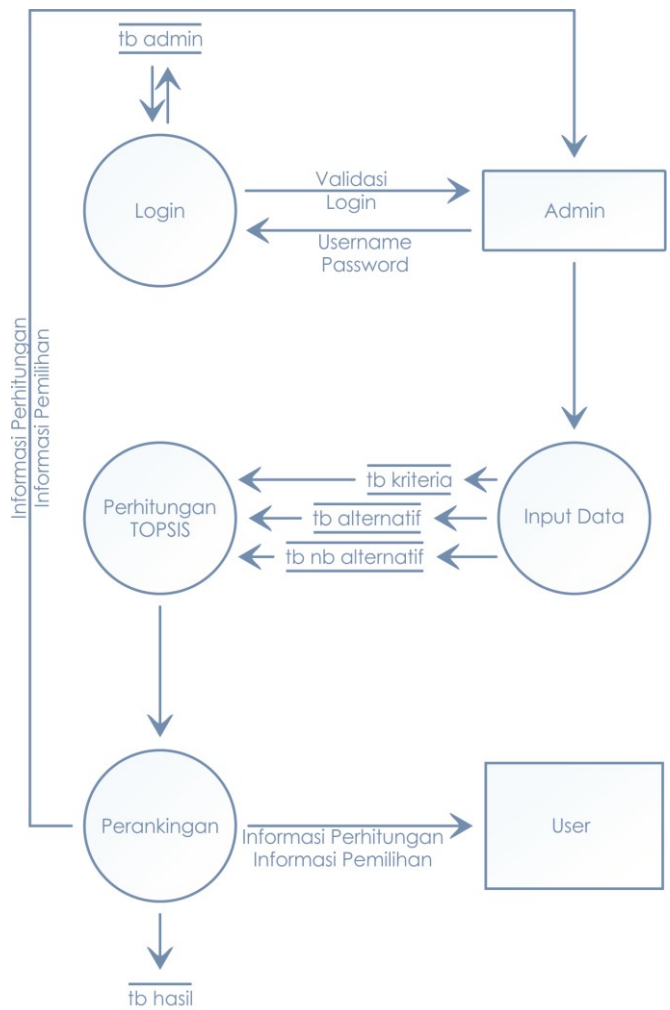 tb admin
Login
Validasi
Login
Username
Password
Admin
Informasi Perhitungan
Informasi Pemilihan
Perhitungan
TOPSIS
tb kriteria
tb alternatif
tb nb alternatif
Input Data
Perankingan
Informasi Perhitungan
Informasi Pemilihan
User
tb hasil